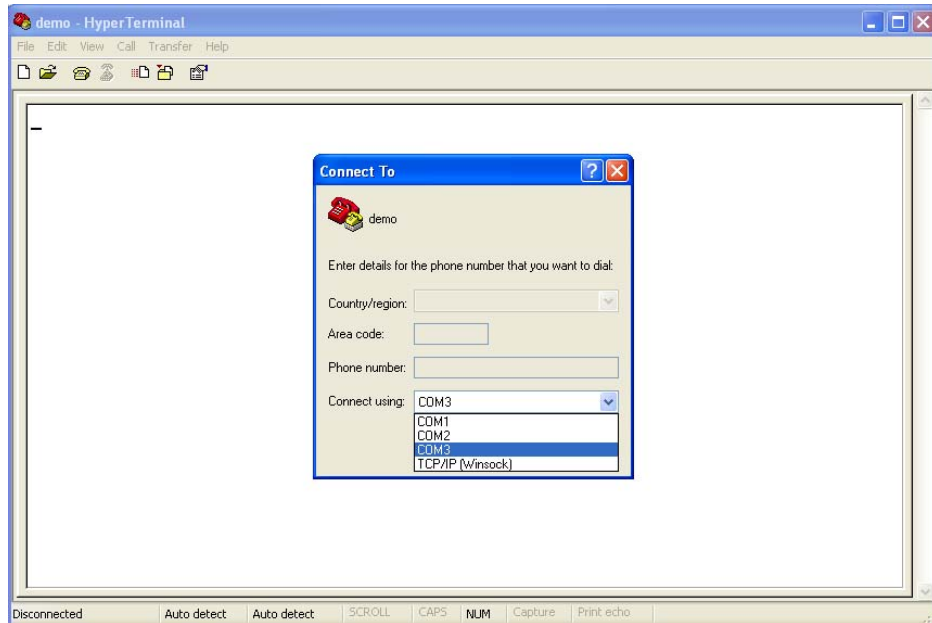 demo - HyperTerminal
File Edit View Call Transfer Help
Connect To
demo
Enter details for the phone number that you want to dial:
Country/region:
Area code:
Phone number:
Connect using: COM3
COM1
COM2
COM3
TCP/IP (Winsock)
Disconnected Auto detect Auto detect SCROLL CAPS NUM Capture Print echo